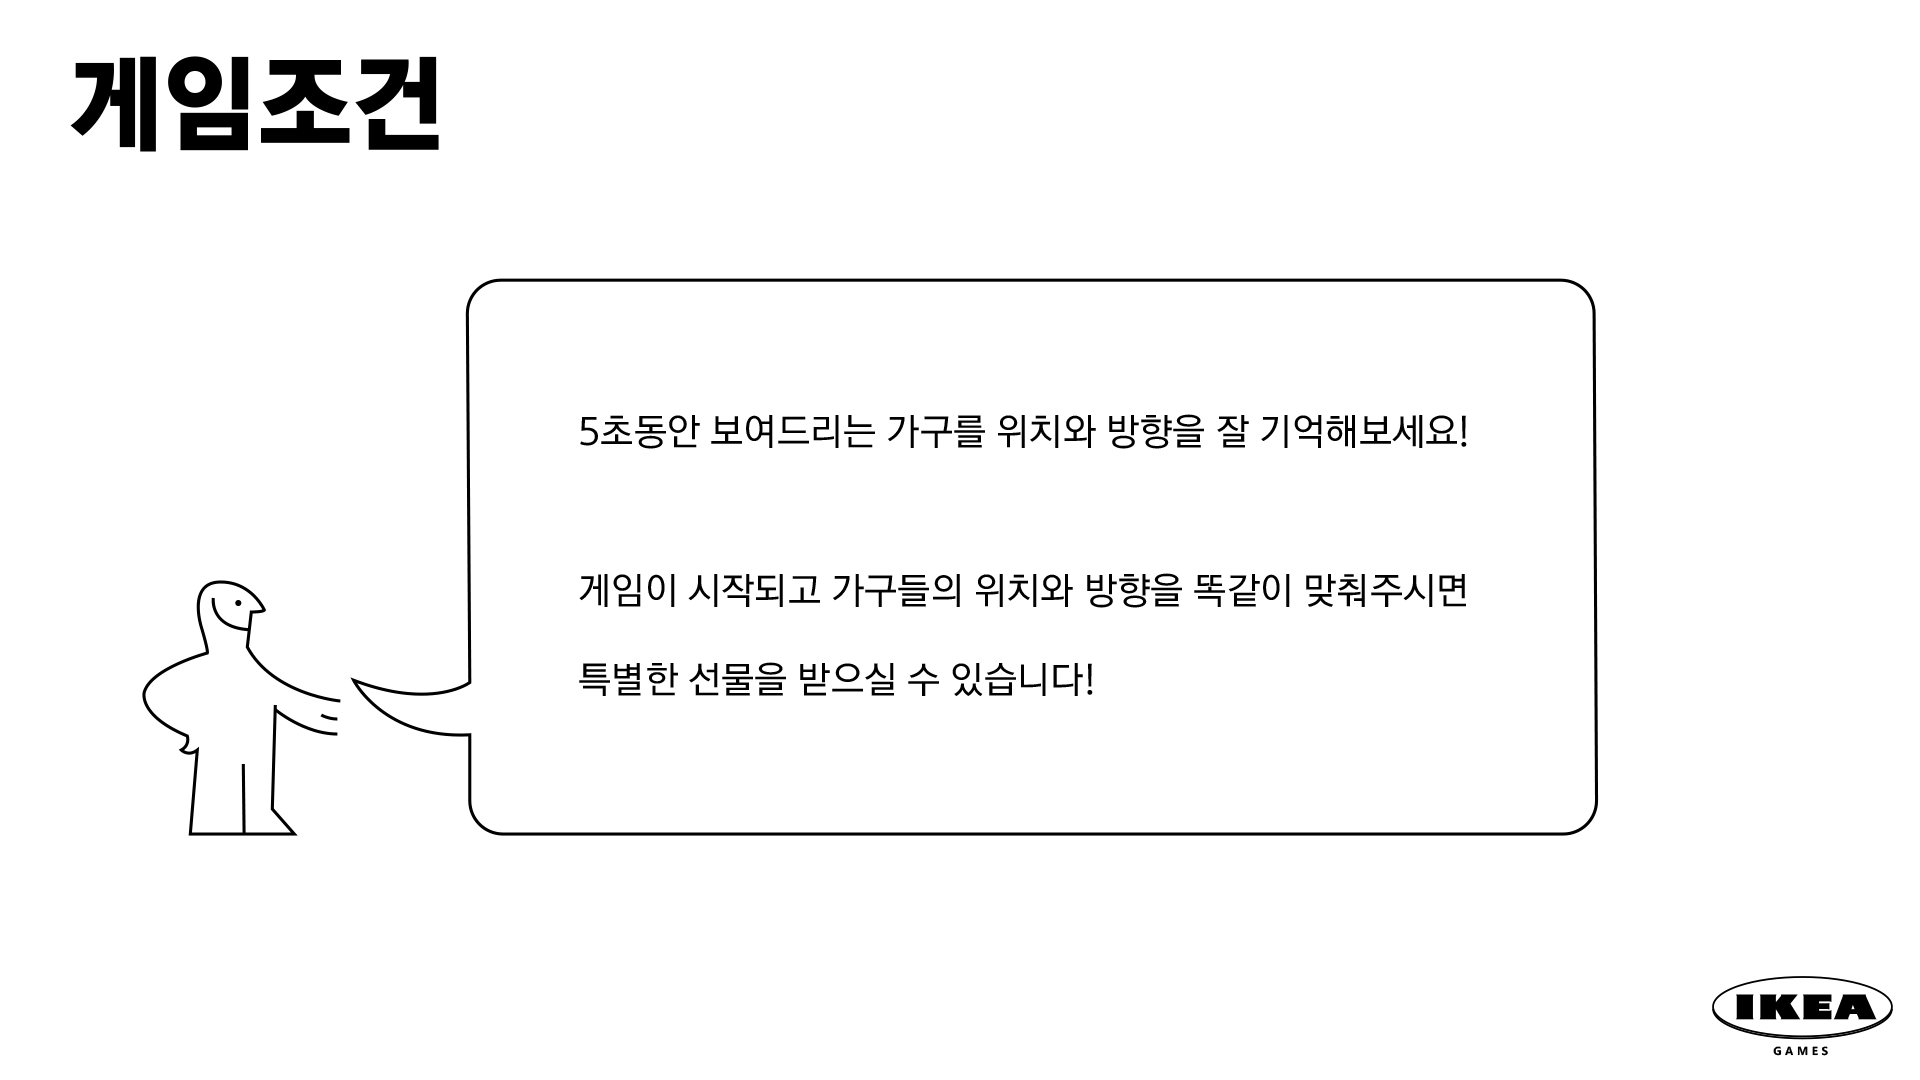 게임조건
5초동안 보여드리는 가구를 위치와 방향을 잘 기억해보세요!
게임이 시작되고 가구들의 위치와 방향을 똑같이 맞춰주시면
특별한 선물을 받으실 수 있습니다!
IKEA
GAMES